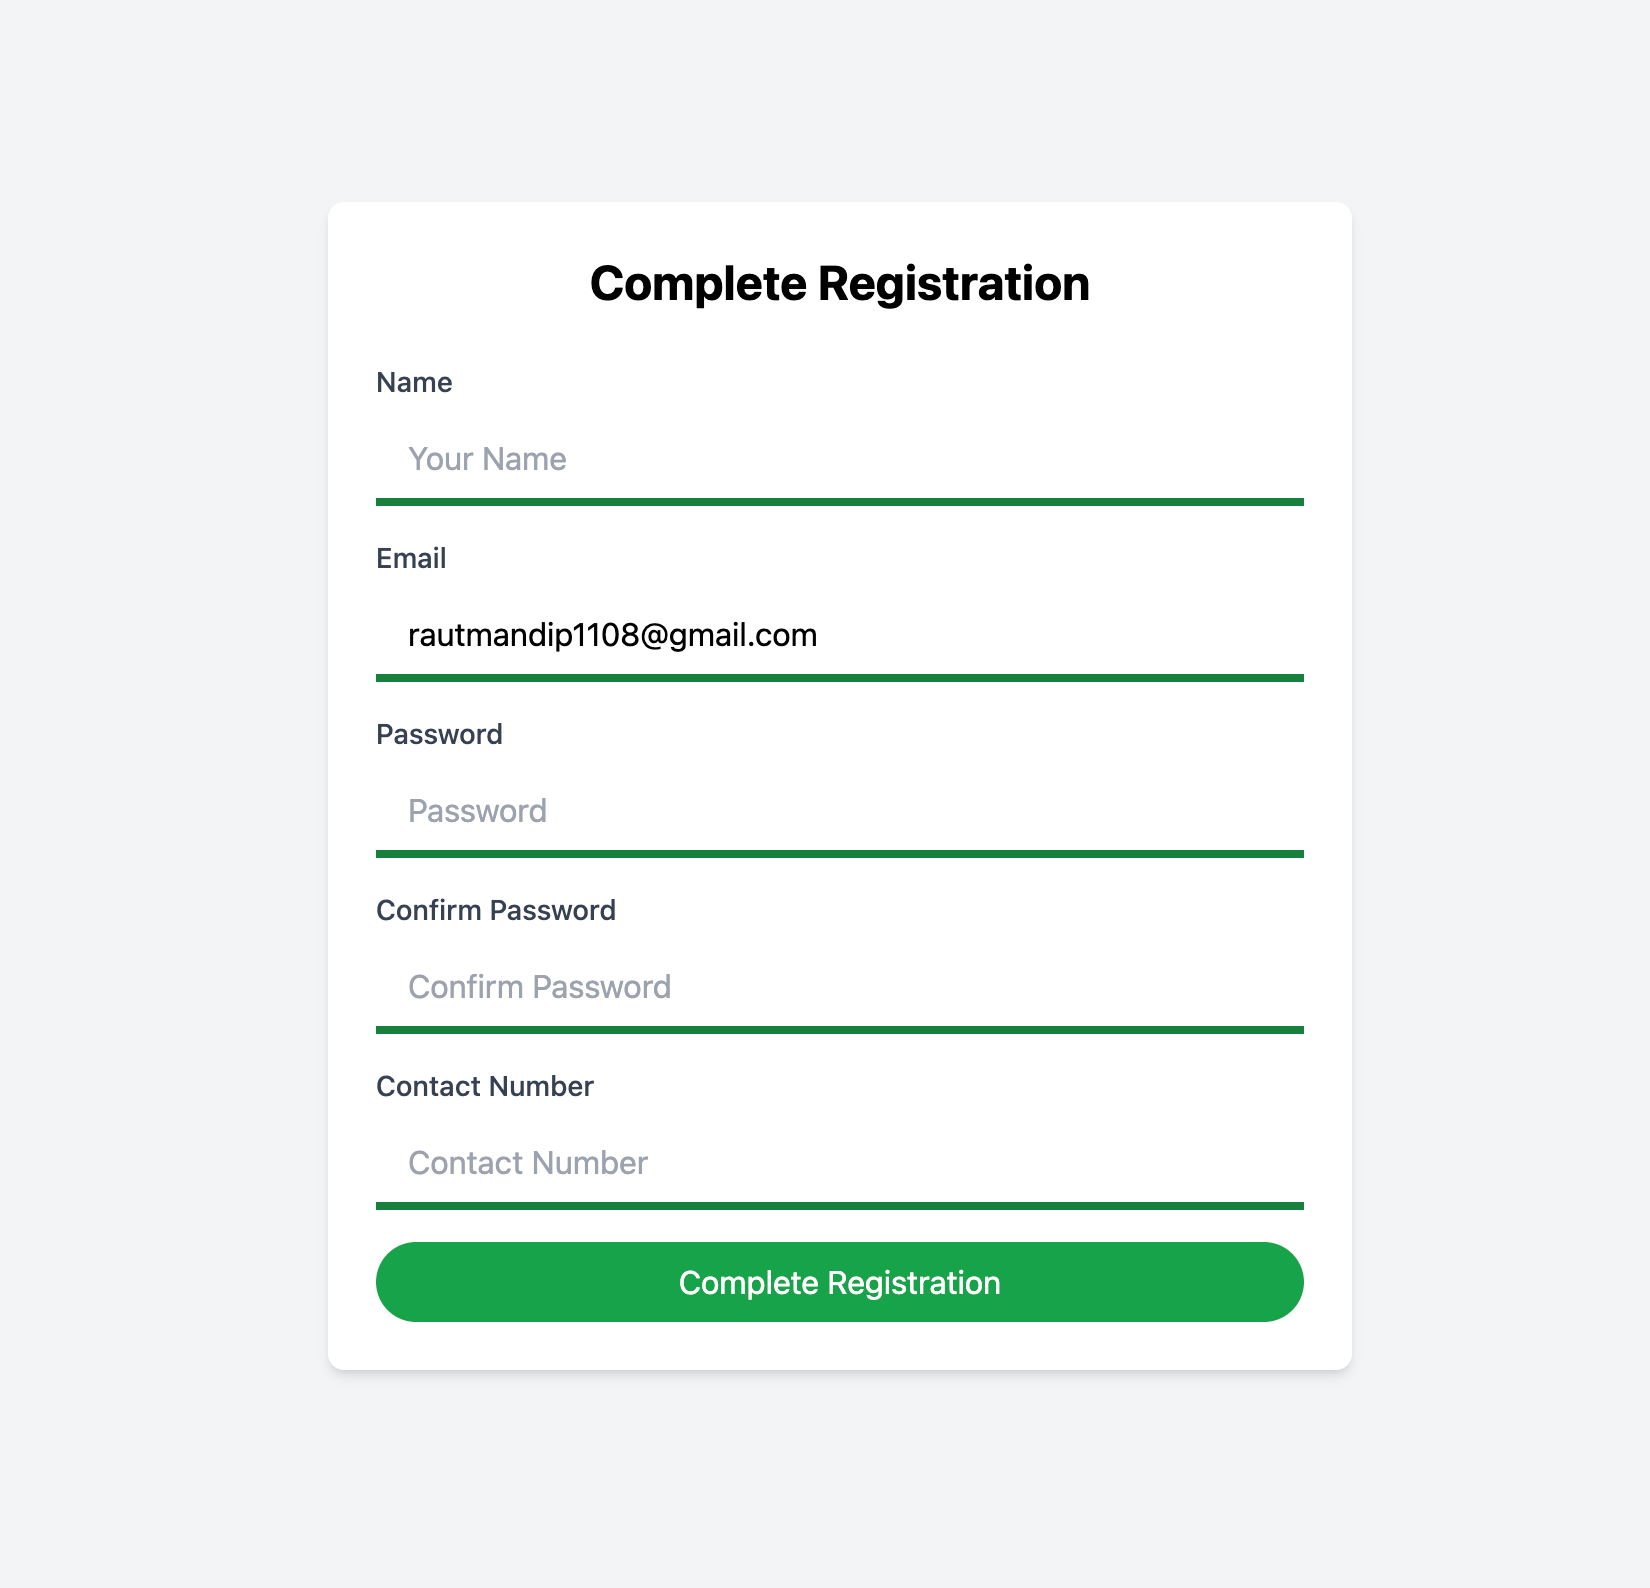 Complete Registration
Name
Your Name
Email
rautmandip1108@gmail.com
Password
Password
Confirm Password
Confirm Password
Contact Number
Contact Number
Complete Registration